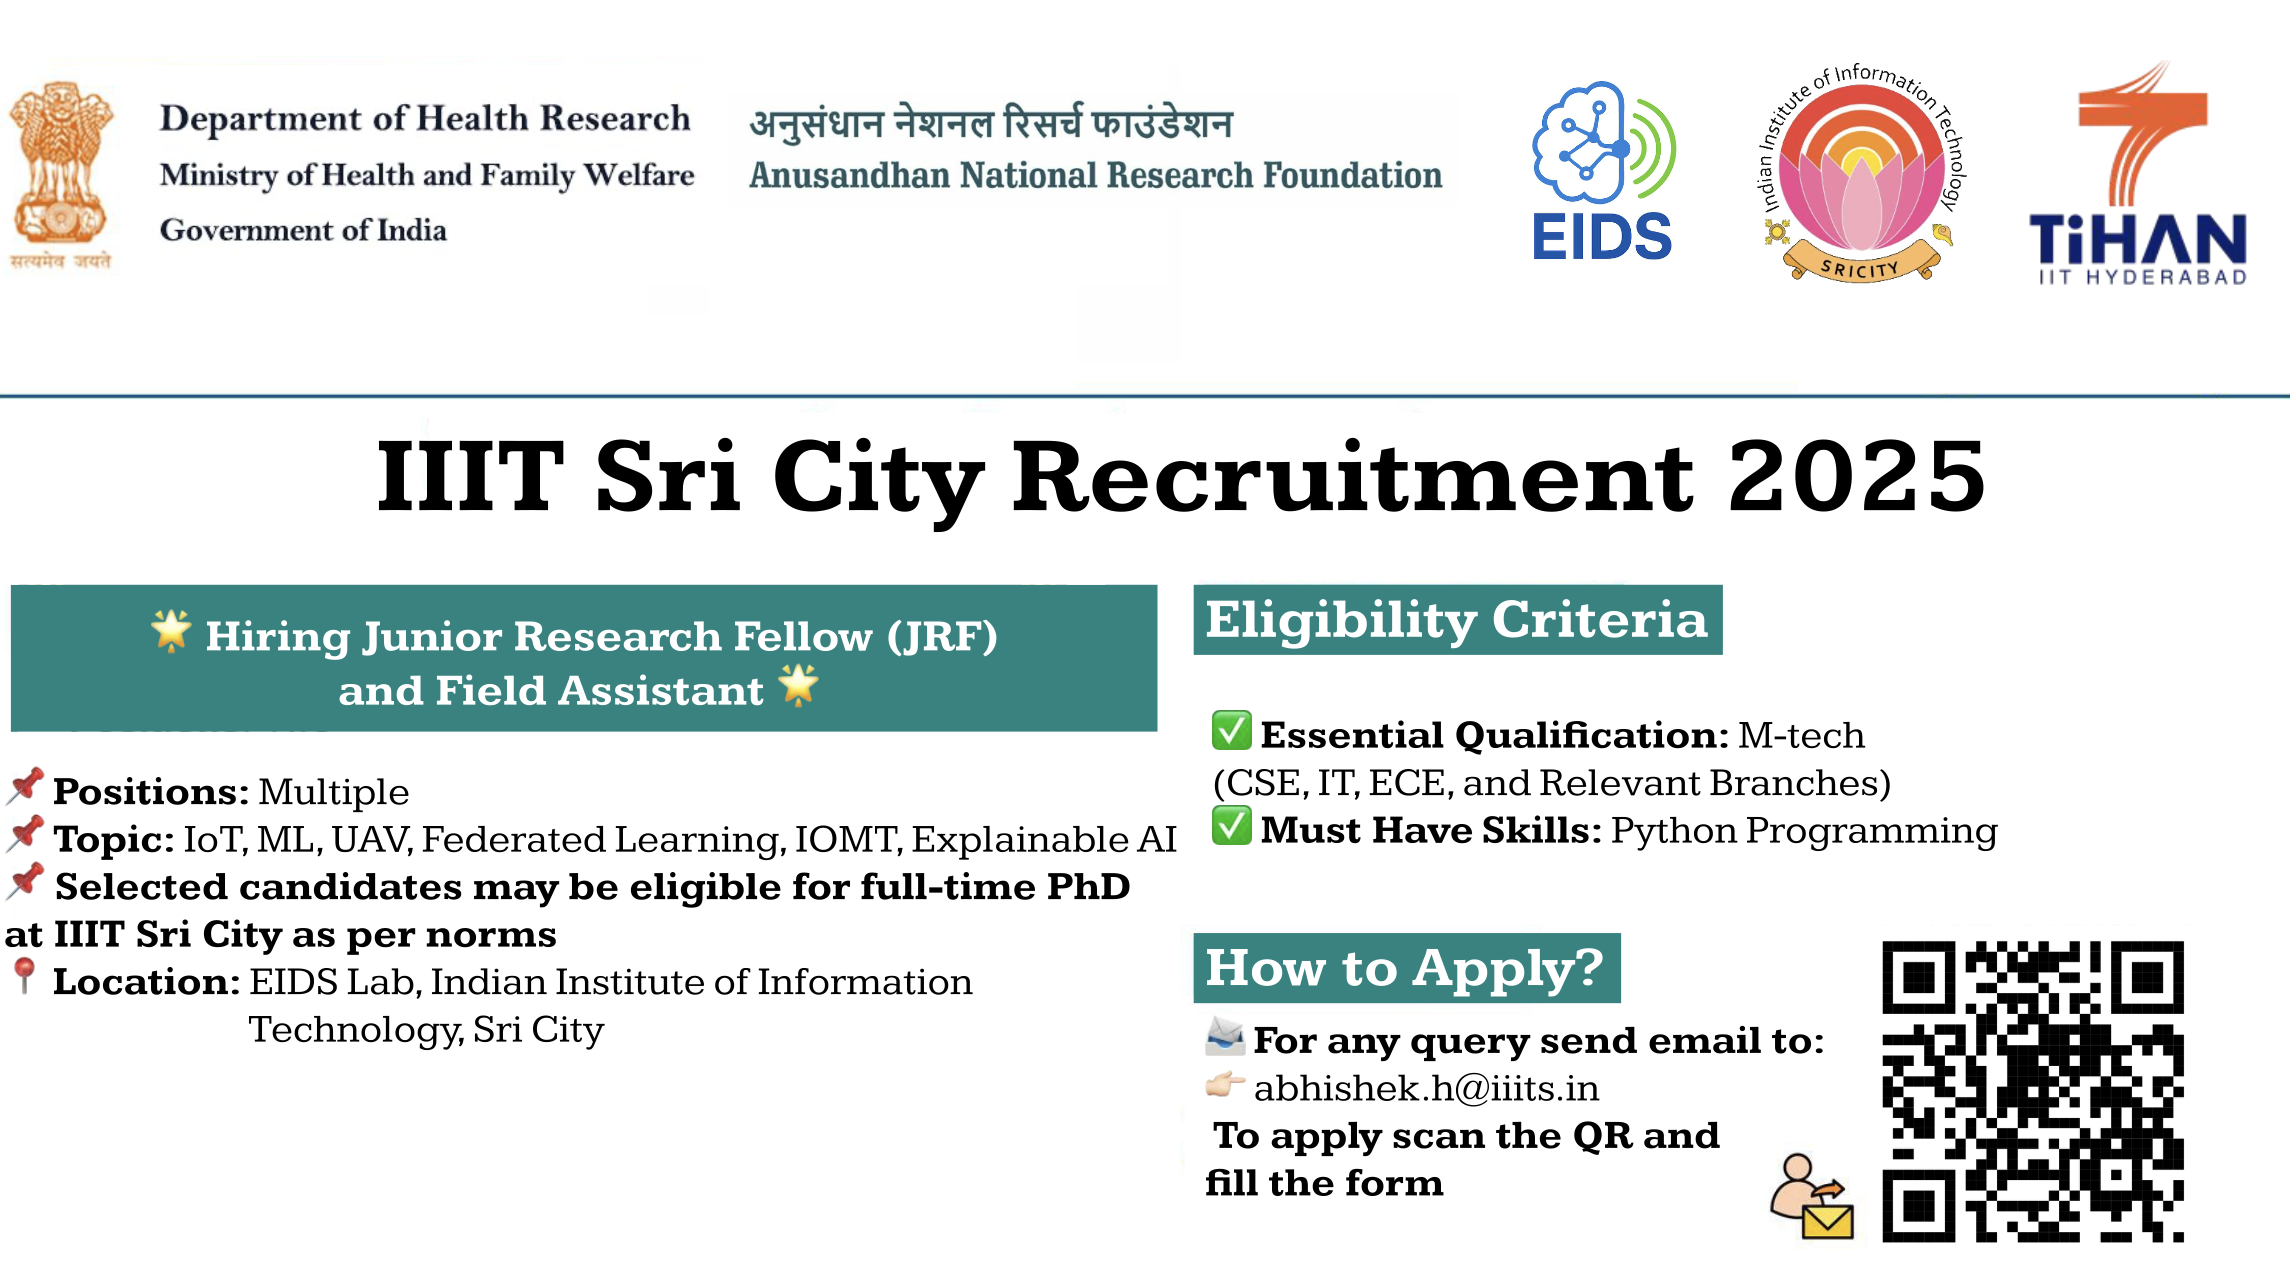 सत्यमेव जयते
Department of Health Research
Ministry of Health and Family Welfare
Government of India
अनुसंधान नेशनल रिसर्च फाउंडेशन
Anusandhan National Research Foundation
EIDS
Indian Institute of Information Technology
SRICITY
TiHAN
IIT HYDERABAD
IIIT Sri City Recruitment 2025
🌟 Hiring Junior Research Fellow (JRF)
and Field Assistant 🌟
📌 Positions: Multiple
📌 Topic: IoT, ML, UAV, Federated Learning, IOMT, Explainable AI
📌 Selected candidates may be eligible for full-time PhD
at IIIT Sri City as per norms
📍 Location: EIDS Lab, Indian Institute of Information
Technology, Sri City
Eligibility Criteria
✅ Essential Qualification: M-tech
(CSE, IT, ECE, and Relevant Branches)
✅ Must Have Skills: Python Programming
How to Apply?
📨 For any query send email to:
👉🏻 abhishek.h@iiits.in
To apply scan the QR and
fill the form